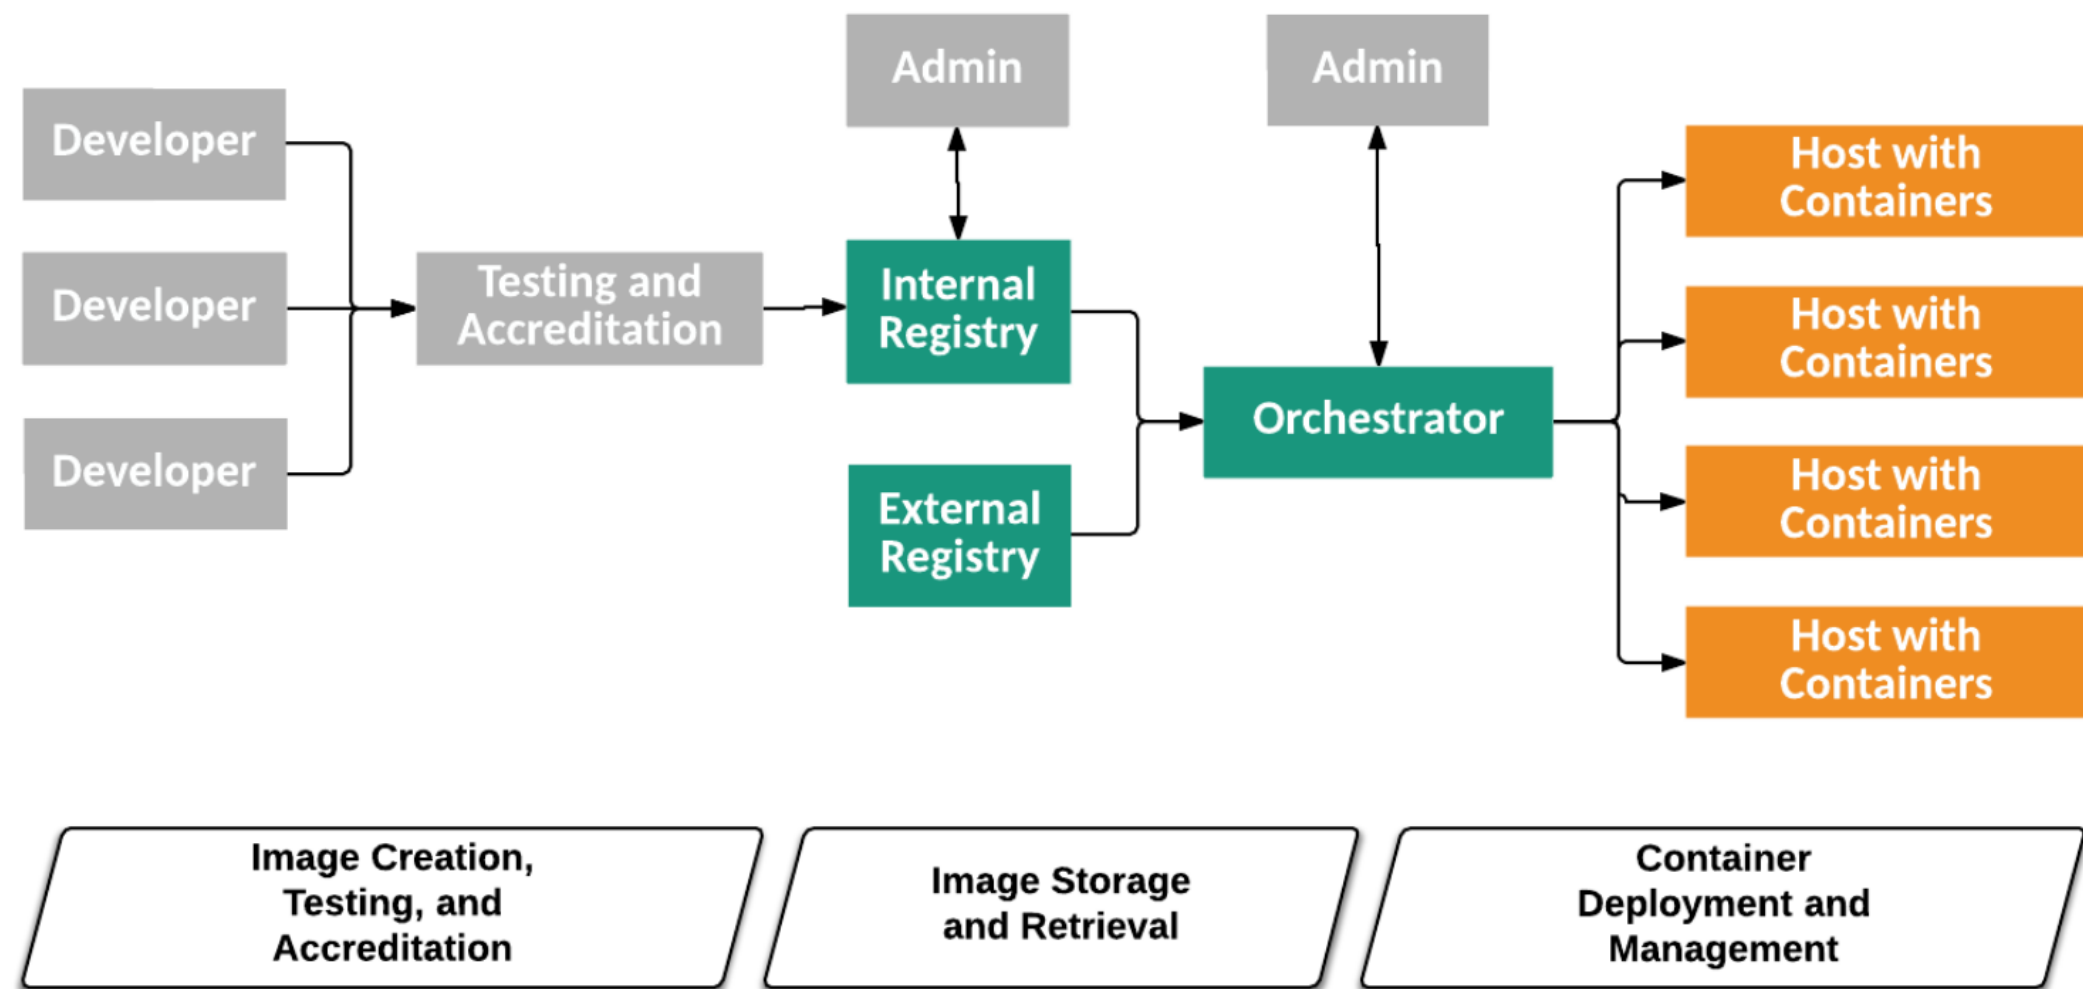 Admin
Admin
Developer
Developer
Developer
Testing and
Accreditation
Internal
Registry
External
Registry
Orchestrator
Host with
Containers
Host with
Containers
Host with
Containers
Host with
Containers
Image Creation,
Testing, and
Accreditation
Image Storage
and Retrieval
Container
Deployment and
Management